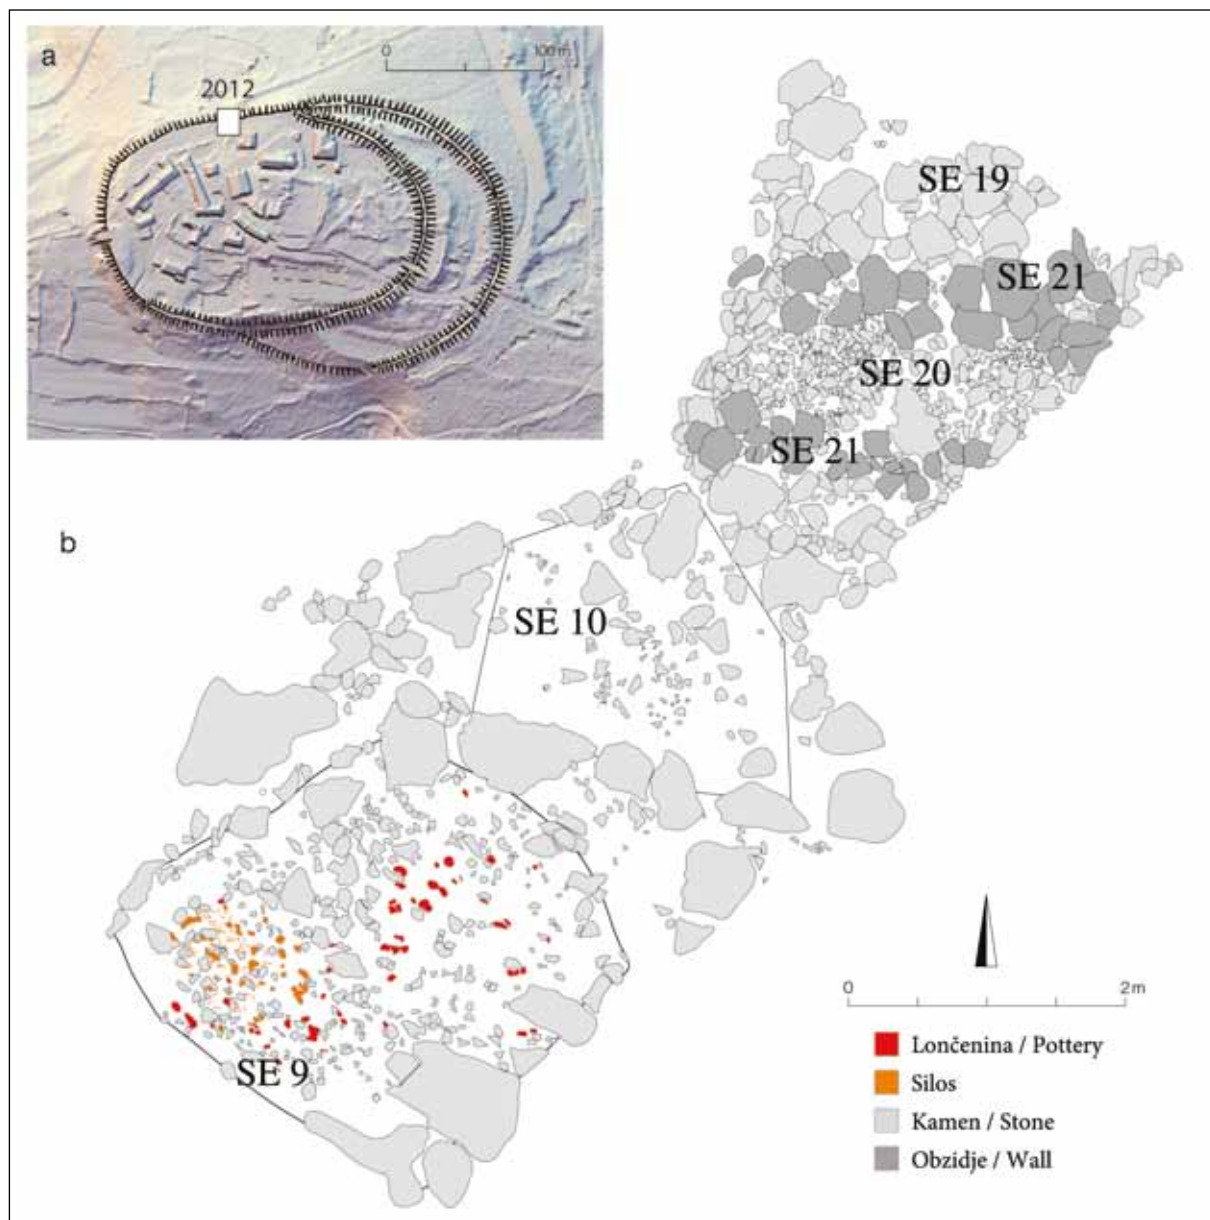 a
0 100 m
2012
SE 19
SE 21
SE 20
SE 21
b
SE 10
SE 9
0 2m
Lončenina / Pottery
Silos
Kamen / Stone
Obzidje / Wall